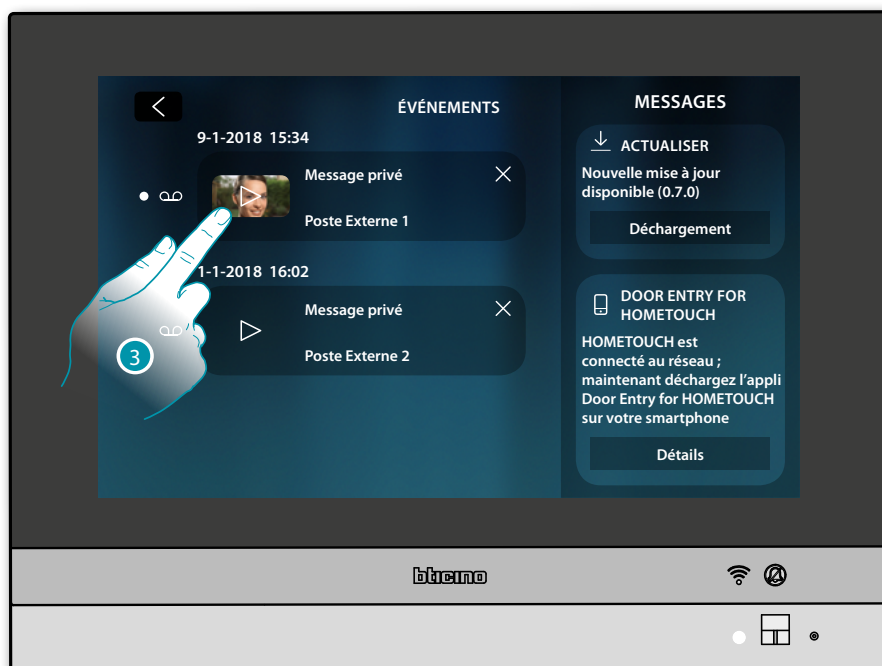 ÉVÉNEMENTS
9-1-2018 15:34
Message privé
Poste Externe 1
1-1-2018 16:02
Message privé
Poste Externe 2
3
MESSAGES
ACTUALISER
Nouvelle mise à jour
disponible (0.7.0)
Déchargement
DOOR ENTRY FOR
HOMETOUCH
HOMETOUCH est
connecté au réseau ;
maintenant déchargez l'appli
Door Entry for HOMETOUCH
sur votre smartphone
Détails
bticino